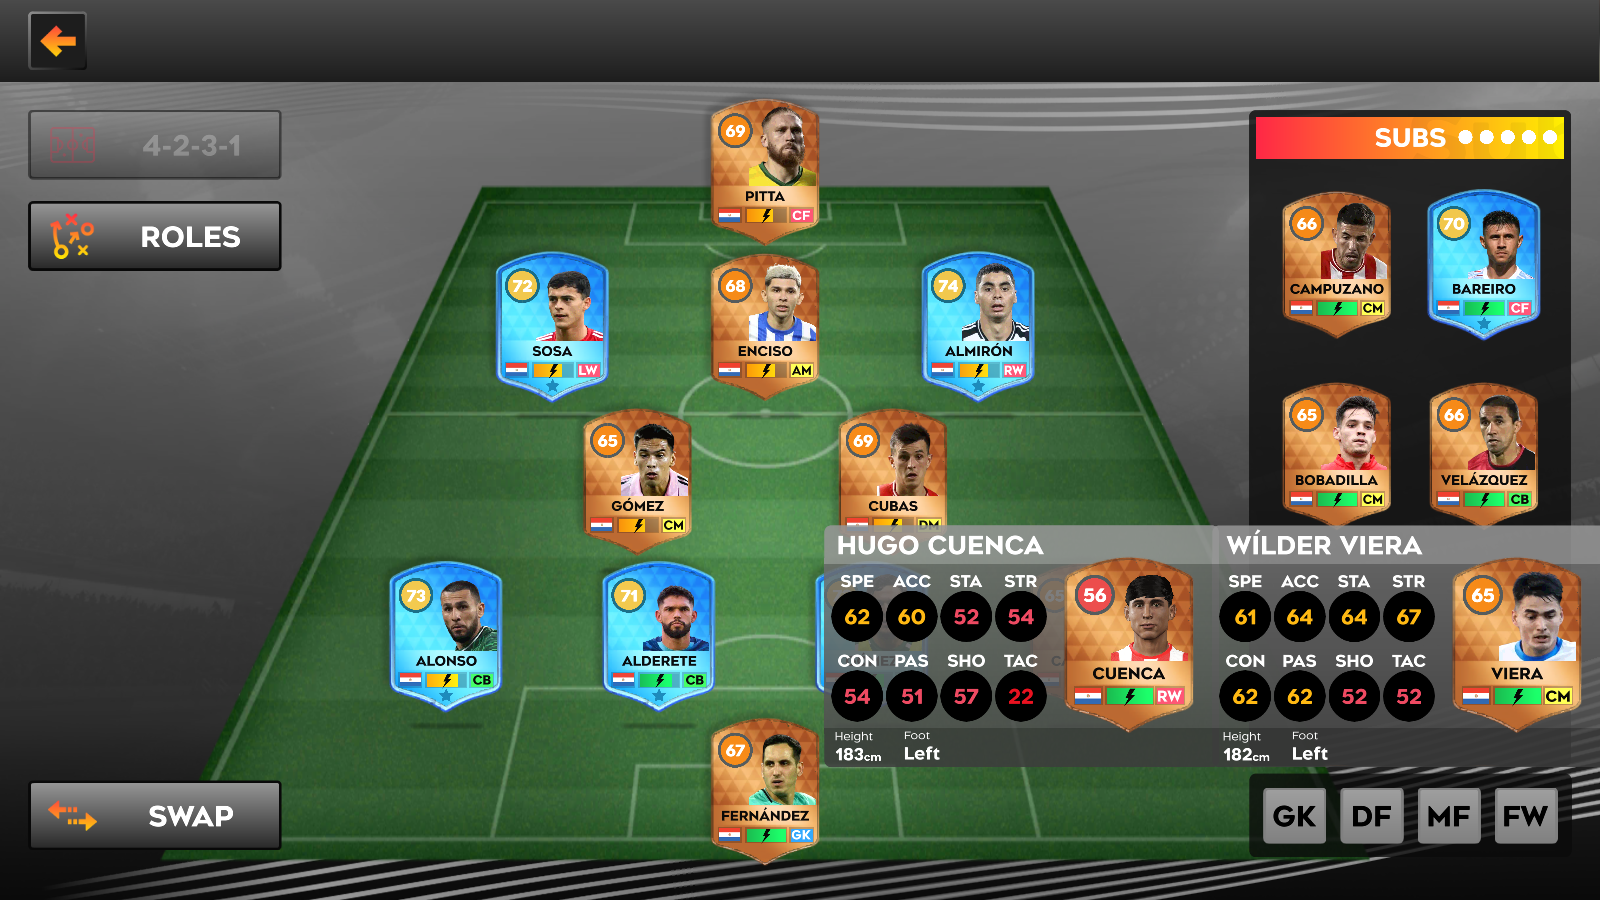 4-2-3-1
ROLES
SWAP
69
PITTA
CF
72
SOSA
LW
68
ENCISO
AM
74
ALMIRÓN
RW
65
GÓMEZ
CM
69
CUBAS
DM
73
ALONSO
CB
71
ALDERETE
CB
67
FERNÁNDEZ
GK
SUBS
66
CAMPUZANO
CM
70
BAREIRO
CF
65
BOBADILLA
CM
66
VELÁZQUEZ
CB
HUGO CUENCA
SPE ACC STA STR
62 60 52 54
CON PAS SHO TAC
54 51 57 22
Height Foot
183cm Left
56
CUENCA
RW
WÍLDER VIERA
SPE ACC STA STR
61 64 64 67
CON PAS SHO TAC
62 62 52 52
Height Foot
182cm Left
65
VIERA
CM
GK DF MF FW